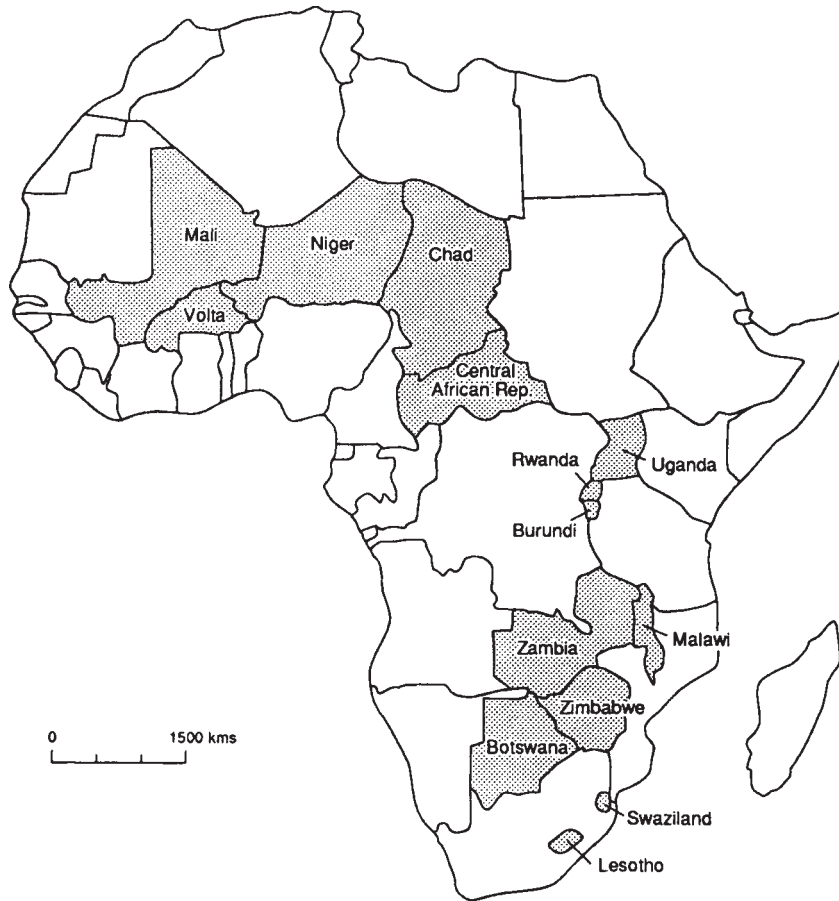 Mali
Niger
Chad
Volta
Central
African Rep.
Rwanda
Uganda
Burundi
Zambia
Malawi
Zimbabwe
0 1500 kms
Botswana
Swaziland
Lesotho